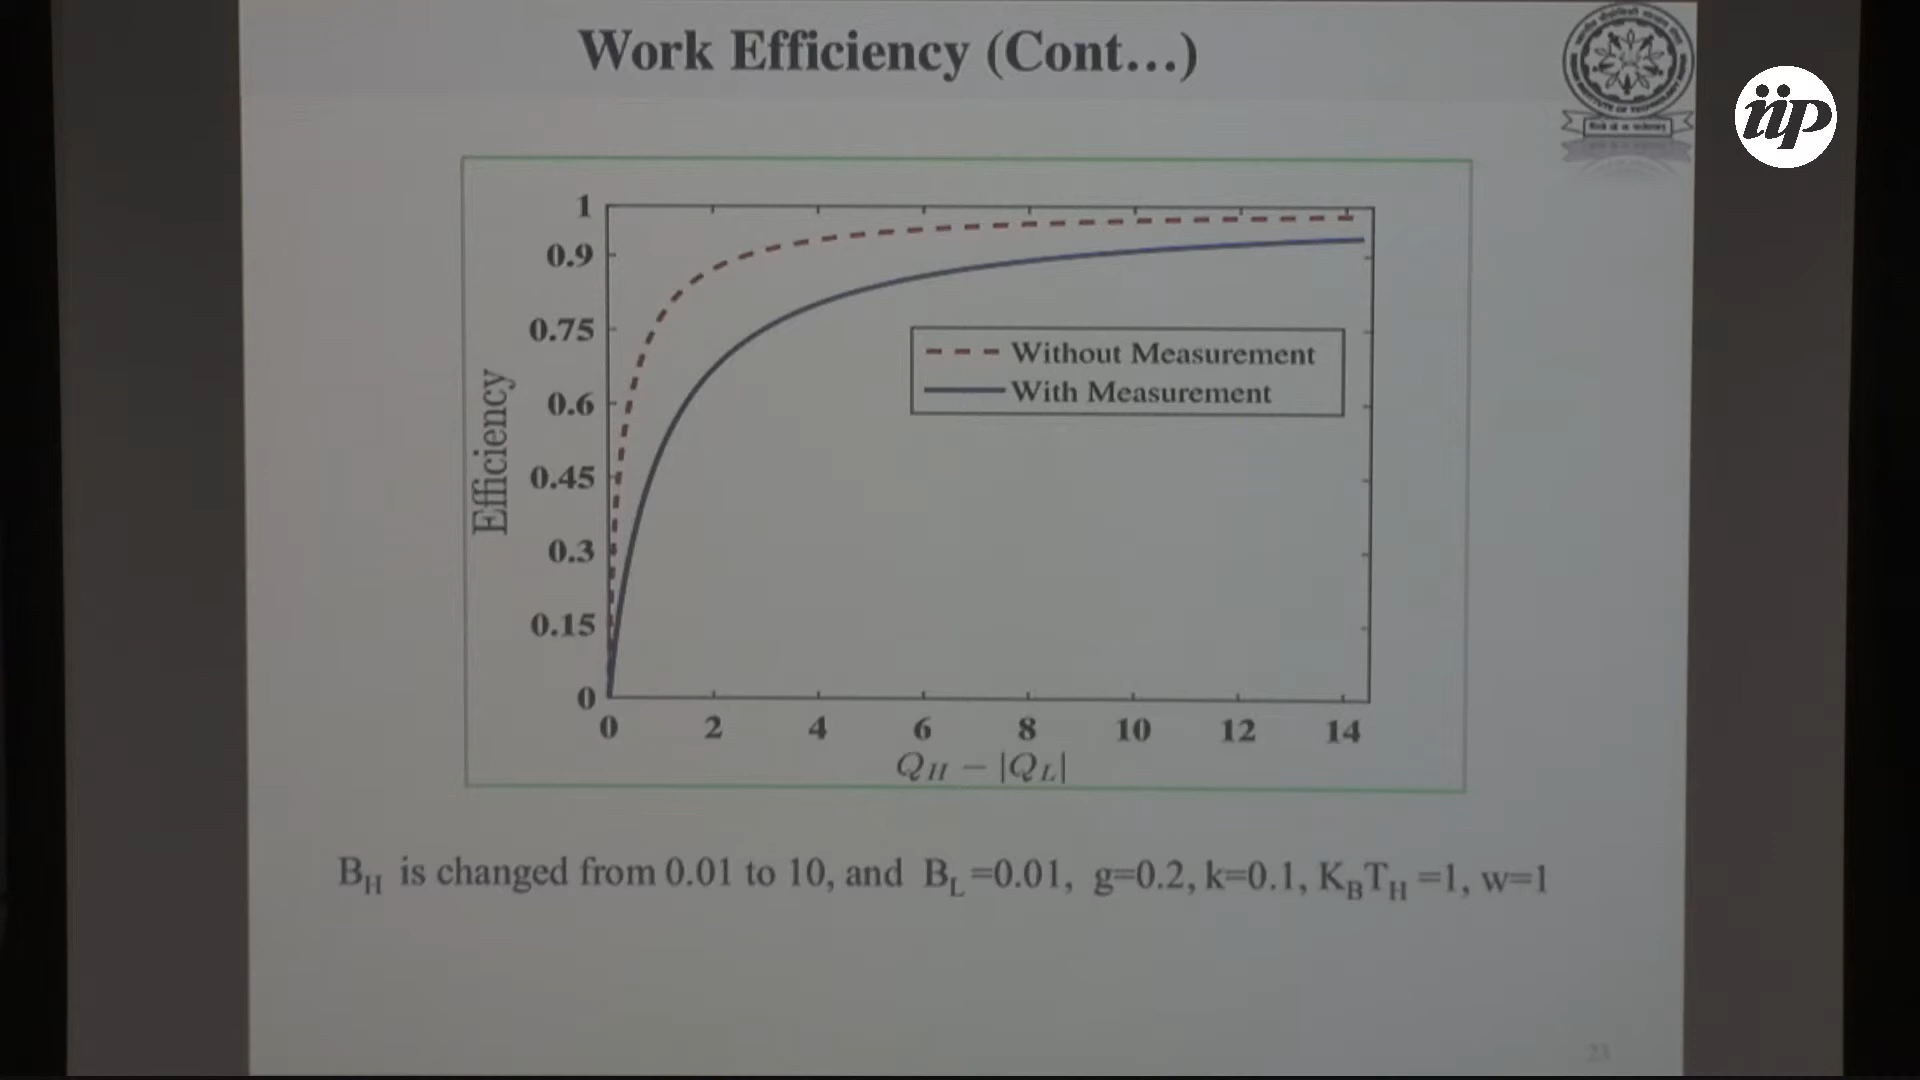 Work Efficiency (Cont...)
iip
1
0.9
0.75
0.6
0.45
0.3
0.15
0
Efficiency
Without Measurement
With Measurement
0 2 4 6 8 10 12 14
Q_H − |Q_L|
B_H is changed from 0.01 to 10, and B_L =0.01, g=0.2, k=0.1, K_BT_H =1, w=1
23